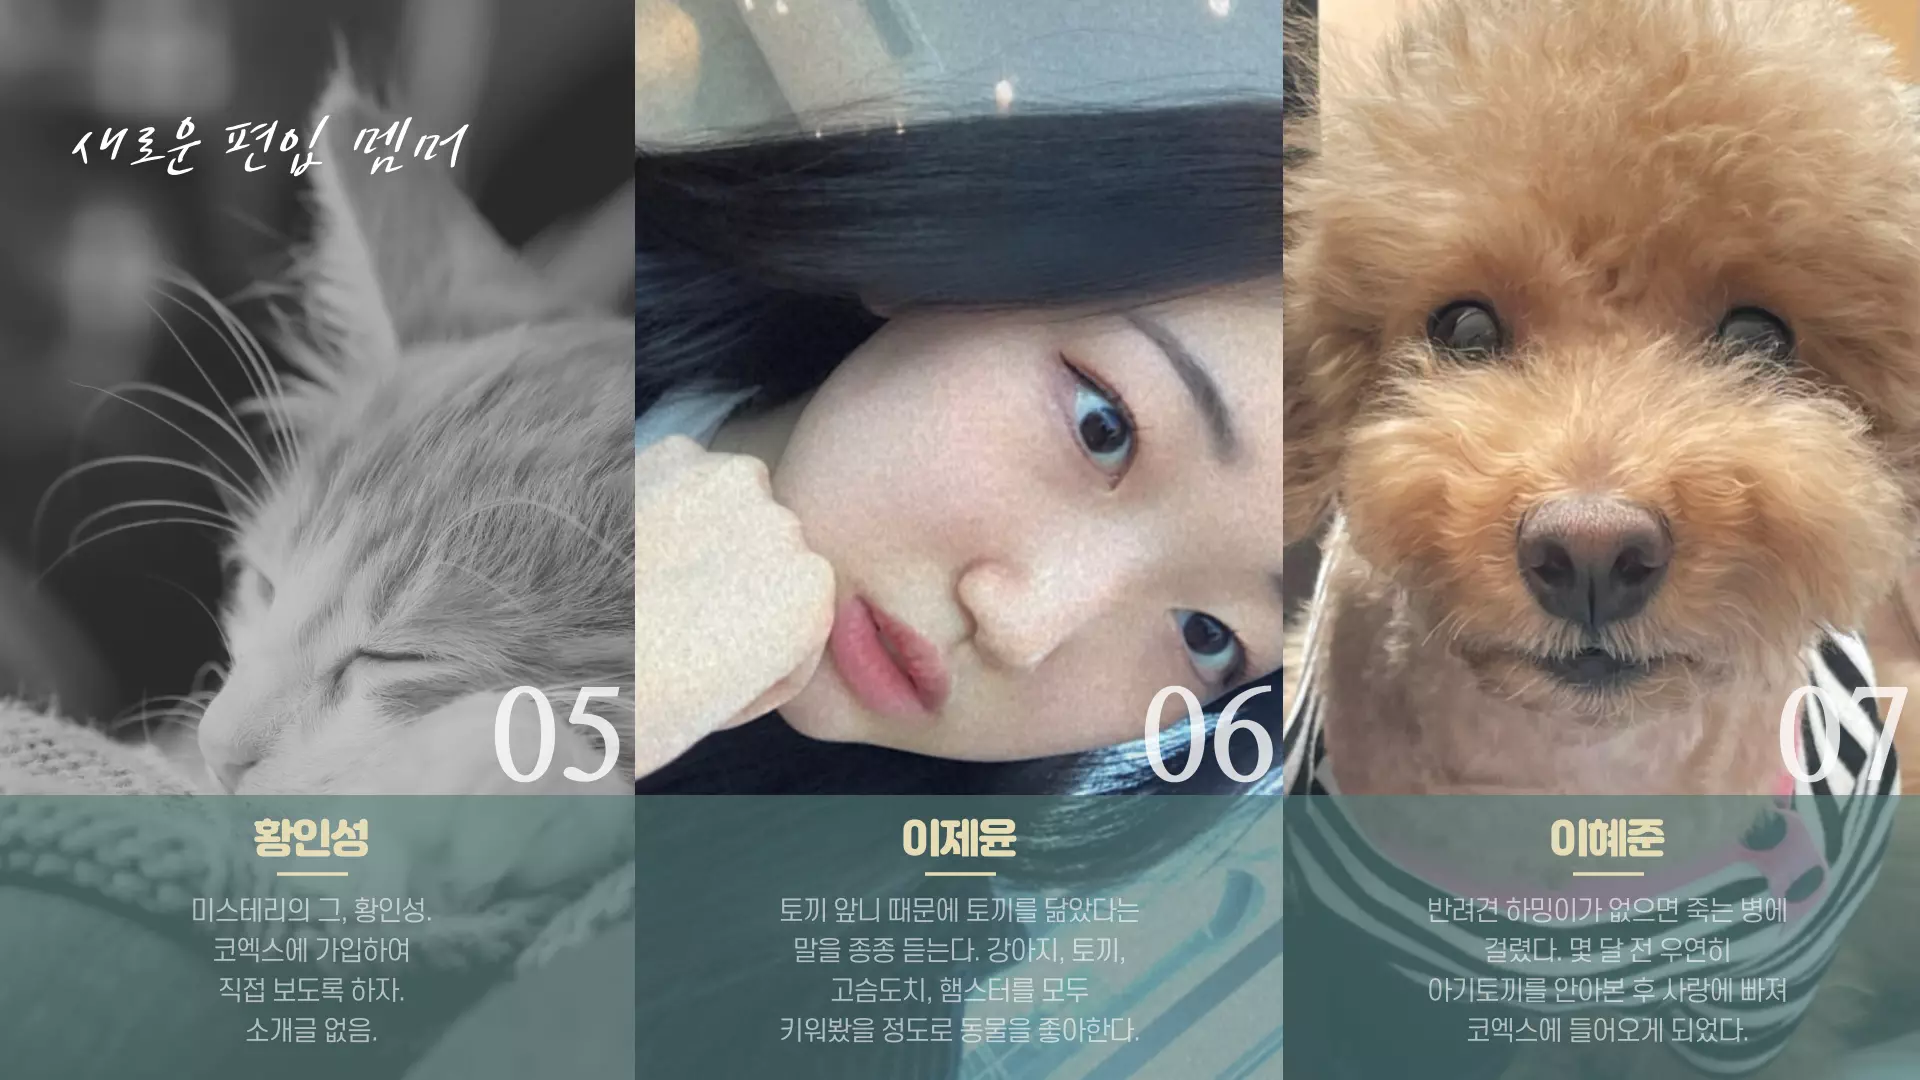 새로운 편입 멤머
05
황인성
미스테리의 그, 황인성.
코엑스에 가입하여
직접 보도록 하자.
소개글 없음.
06
이제윤
토끼 앞니 때문에 토끼를 닮았다는
말을 종종 듣는다. 강아지, 토끼,
고슴도치, 햄스터를 모두
키워봤을 정도로 동물을 좋아한다.
07
이혜준
반려견 하밍이가 없으면 죽는 병에
걸렸다. 몇 달 전 우연히
아기토끼를 안아본 후 사랑에 빠져
코엑스에 들어오게 되었다.